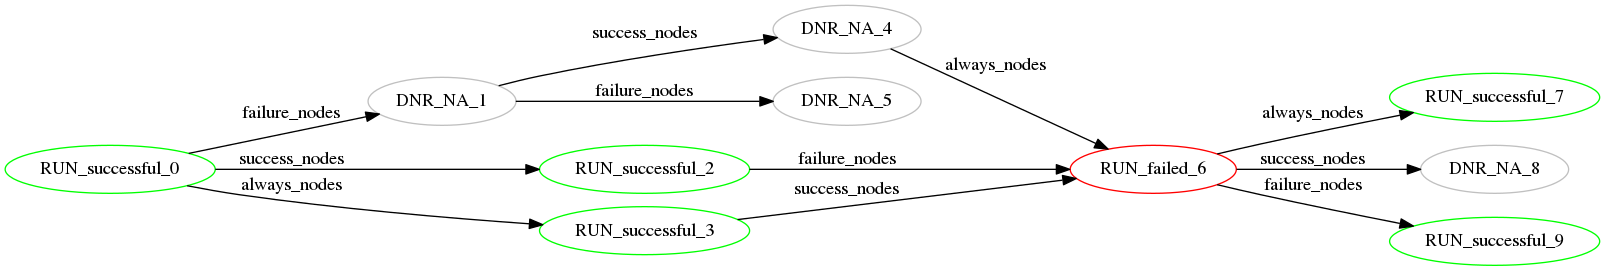 DNR_NA_4
success_nodes
always_nodes
DNR_NA_1
failure_nodes
DNR_NA_5
RUN_successful_7
always_nodes
failure_nodes
RUN_successful_0
success_nodes
RUN_successful_2
failure_nodes
RUN_failed_6
success_nodes
DNR_NA_8
always_nodes
success_nodes
failure_nodes
RUN_successful_3
RUN_successful_9